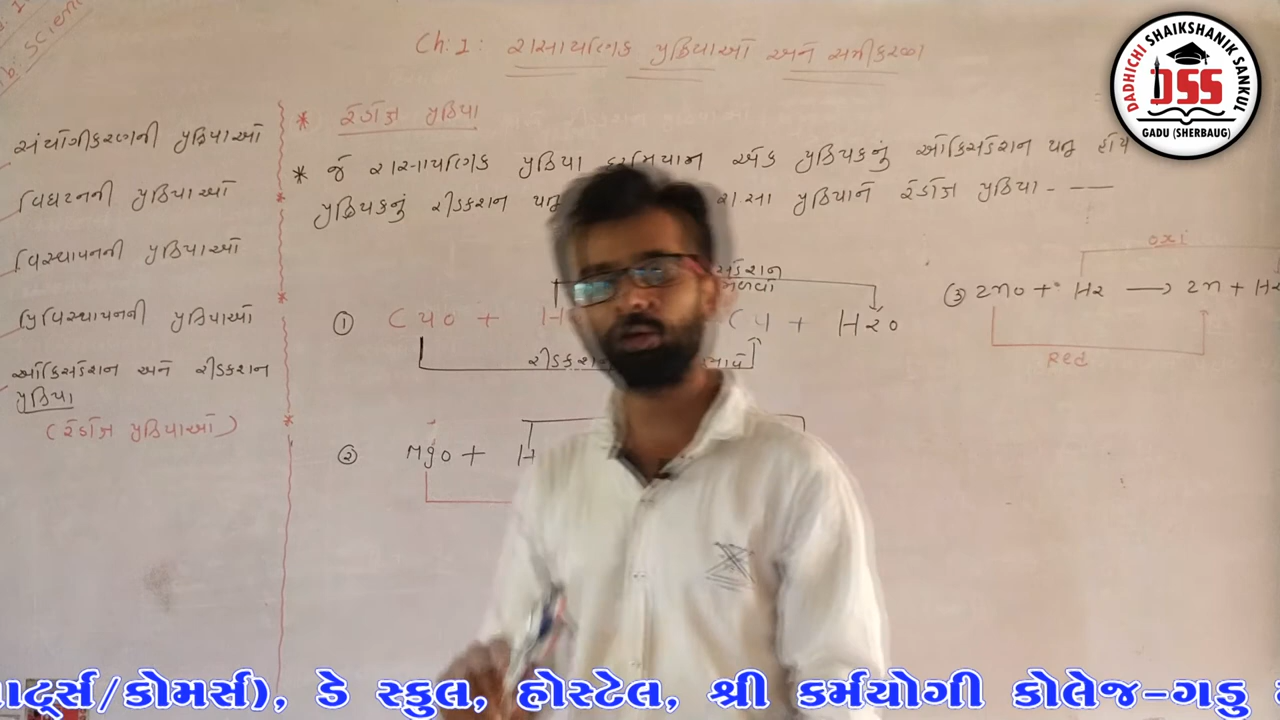 Ch: 1: રાસાયણિક પ્રક્રિયાઓ અને સમીકરણો
સંયોગીકરણની પ્રક્રિયાઓ
વિઘટનની પ્રક્રિયાઓ
વિસ્થાપનની પ્રક્રિયાઓ
દ્વિવિસ્થાપનની પ્રક્રિયાઓ
ઓક્સિડેશન અને રીડક્શન
પ્રક્રિયા
(રેડોક્ષ પ્રક્રિયાઓ)
* રેડોક્ષ પ્રક્રિયા
* જે રાસાયણિક પ્રક્રિયા દરમિયાન એક પ્રક્રિયકનું ઓક્સિડેશન થતુ હોય
પ્રક્રિયકનું રીડક્શન થતુ રાસા પ્રક્રિયાને રેડોક્ષ પ્રક્રિયા - —
① CuO + H Cu + H2O
② MgO + H
oxi
③ ZnO + H2 → Zn + H2
Red
DADHICHI SHAIKSHANIK SANKUL
DSS
GADU (SHERBAUG)
ાર્ટ્સ/કોમર્સ), ડે સ્કુલ, હોસ્ટેલ, શ્રી કર્મયોગી કોલેજ-ગડુ